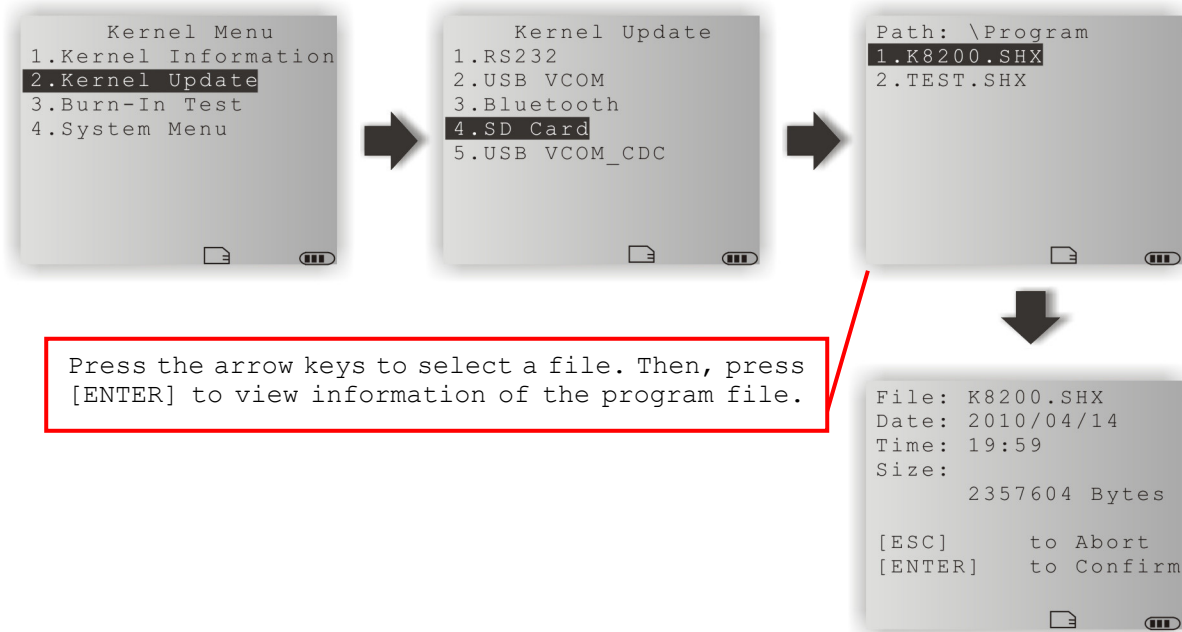 Kernel Menu
1.Kernel Information
2.Kernel Update
3.Burn-In Test
4.System Menu
Kernel Update
1.RS232
2.USB VCOM
3.Bluetooth
4.SD Card
5.USB VCOM_CDC
Path: \Program
1.K8200.SHX
2.TEST.SHX
Press the arrow keys to select a file. Then, press
[ENTER] to view information of the program file.
File: K8200.SHX
Date: 2010/04/14
Time: 19:59
Size:
2357604 Bytes
[ESC] to Abort
[ENTER] to Confirm